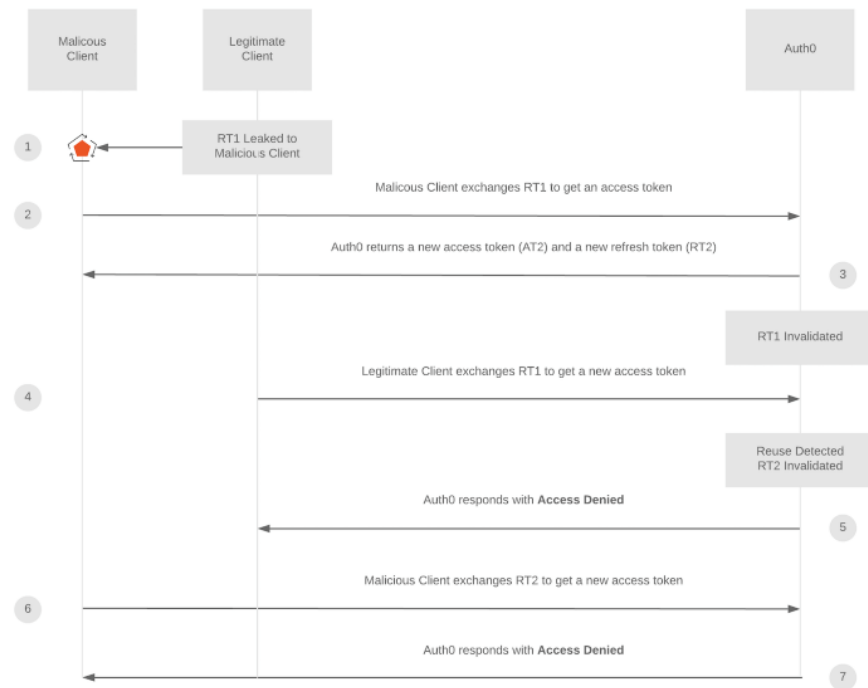 Malicous
Client
Legitimate
Client
Auth0
1
RT1 Leaked to
Malicious Client
Malicous Client exchanges RT1 to get an access token
2
Auth0 returns a new access token (AT2) and a new refresh token (RT2)
3
RT1 Invalidated
Legitimate Client exchanges RT1 to get a new access token
4
Reuse Detected
RT2 Invalidated
Auth0 responds with Access Denied
5
Malicious Client exchanges RT2 to get a new access token
6
Auth0 responds with Access Denied
7